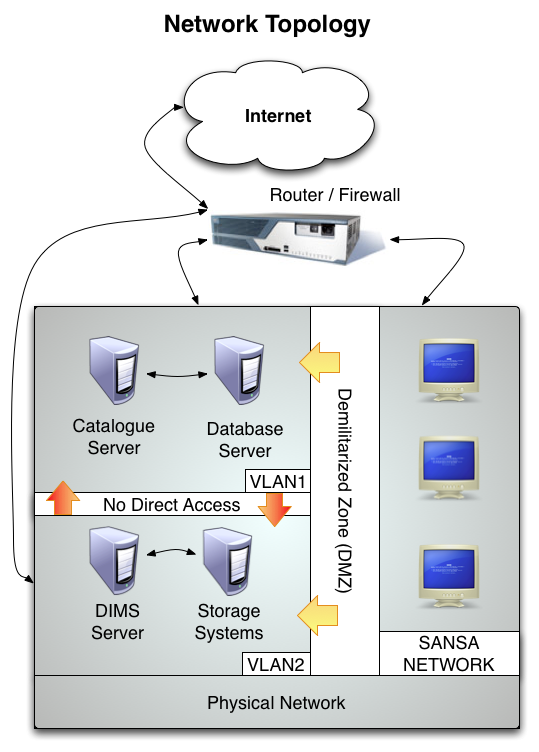 Network Topology
Internet
Router / Firewall
Catalogue
Server
Database
Server
VLAN1
No Direct Access
DIMS
Server
Storage
Systems
VLAN2
Demilitarized Zone (DMZ)
SANSA
NETWORK
Physical Network